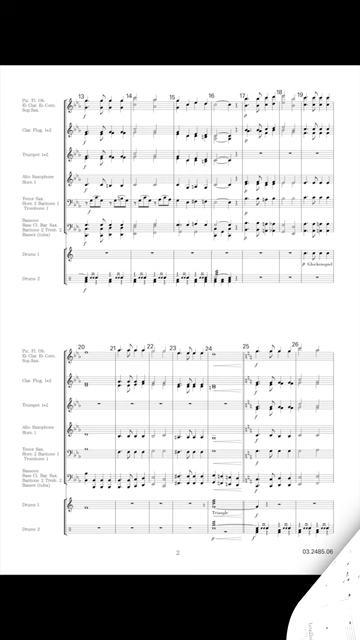 13 14 15 16 17 18 19
Pic. Fl. Ob.
Eb Clar. Eb Corn.
Sop.Sax.
Clar. Flug. 1+2
Trumpet 1+2
Alto Saxophone
Horn 1
Tenor Sax.
Horn 2 Baritone 1
Trombone 1
Bassoon
Bass Cl. Bar. Sax.
Baritone 2 Tromb. 2
Basses (tuba)
Drums 1
p Glockenspiel
Drums 2
20 21 22 23 24 25 26
Pic. Fl. Ob.
Eb Clar. Eb Corn.
Sop.Sax.
Clar. Flug. 1+2
Trumpet 1+2
Alto Saxophone
Horn 1
Tenor Sax.
Horn 2 Baritone 1
Trombone 1
Bassoon
Bass Cl. Bar. Sax.
Baritone 2 Tromb. 2
Basses (tuba)
Drums 1
Triangle
Drums 2
2
03.2485.06